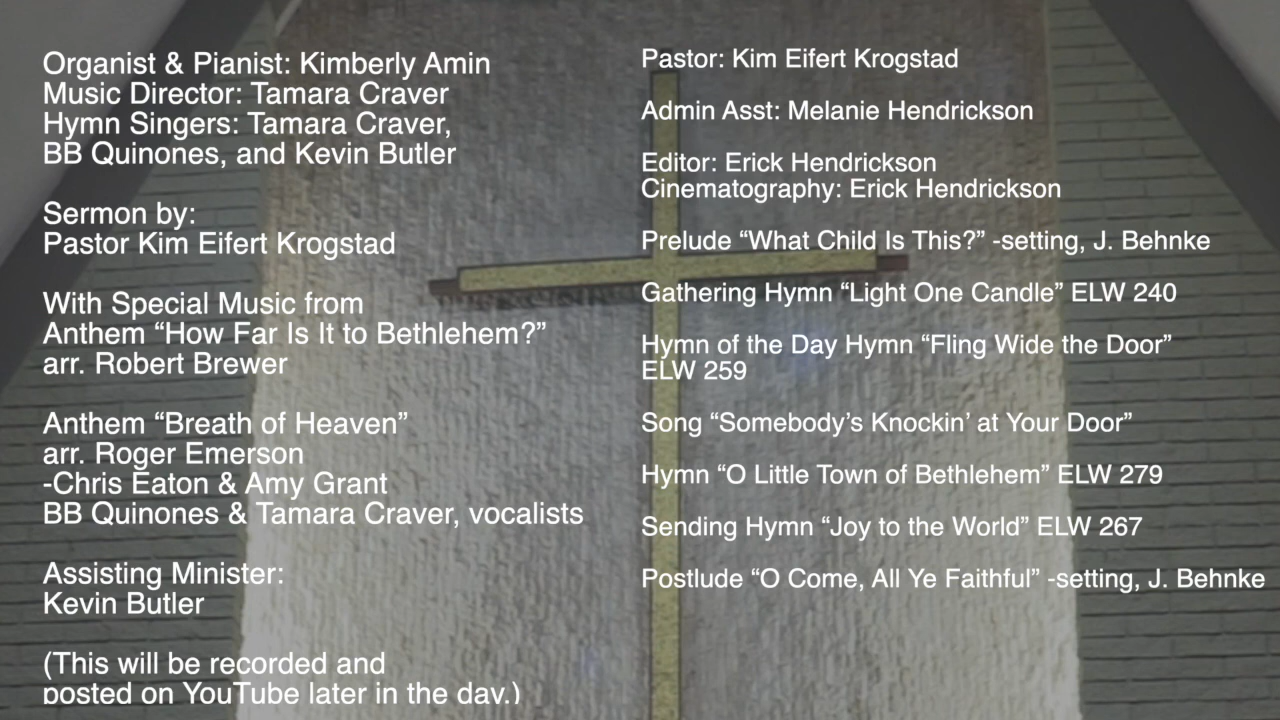 Organist & Pianist: Kimberly Amin
Music Director: Tamara Craver
Hymn Singers: Tamara Craver,
BB Quinones, and Kevin Butler
Sermon by:
Pastor Kim Eifert Krogstad
With Special Music from
Anthem “How Far Is It to Bethlehem?”
arr. Robert Brewer
Anthem “Breath of Heaven”
arr. Roger Emerson
-Chris Eaton & Amy Grant
BB Quinones & Tamara Craver, vocalists
Assisting Minister:
Kevin Butler
(This will be recorded and
posted on YouTube later in the day.)
Pastor: Kim Eifert Krogstad
Admin Asst: Melanie Hendrickson
Editor: Erick Hendrickson
Cinematography: Erick Hendrickson
Prelude “What Child Is This?” -setting, J. Behnke
Gathering Hymn “Light One Candle” ELW 240
Hymn of the Day Hymn “Fling Wide the Door”
ELW 259
Song “Somebody’s Knockin’ at Your Door”
Hymn “O Little Town of Bethlehem” ELW 279
Sending Hymn “Joy to the World” ELW 267
Postlude “O Come, All Ye Faithful” -setting, J. Behnke